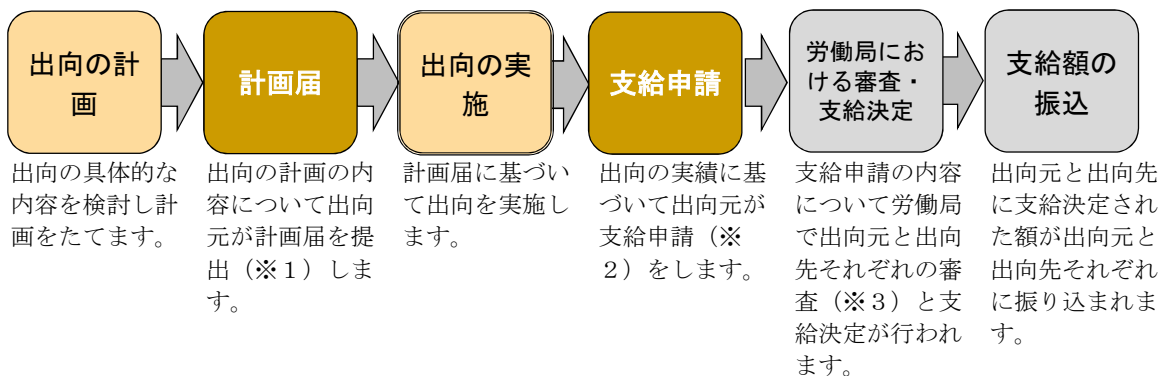 出向の計
画
計画届
出向の実
施
支給申請
労働局にお
ける審査・
支給決定
支給額の
振込
出向の具体的な
内容を検討し計
画をたてます。
出向の計画の内
容について出向
元が計画届を提
出（※１）しま
す。
計画届に基づい
て出向を実施し
ます。
出向の実績に基
づいて出向元が
支給申請（※
２）をします。
支給申請の内容
について労働局
で出向元と出向
先それぞれの審
査（※３）と支
給決定が行われ
ます。
出向元と出向先
に支給決定され
た額が出向元と
出向先それぞれ
に振り込まれま
す。